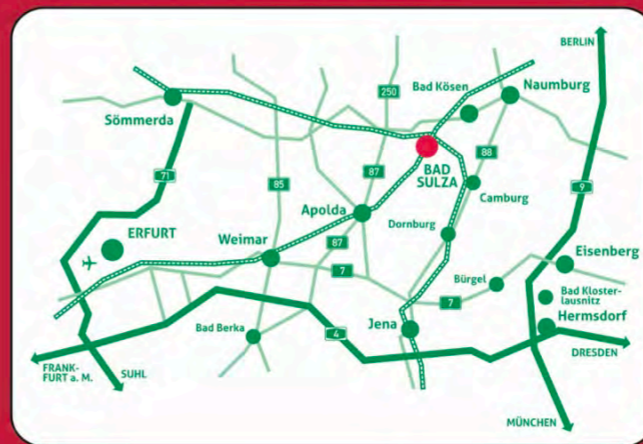 BERLIN
250
Bad Kösen
Naumburg
Sömmerda
BAD
SULZA
88
71
85
87
Camburg
9
Apolda
ERFURT
Dornburg
Weimar
87
7
Eisenberg
Bürgel
Bad Kloster-
lausnitz
7
Bad Berka
4
Jena
Hermsdorf
FRANK-
FURT a. M.
SUHL
DRESDEN
MÜNCHEN